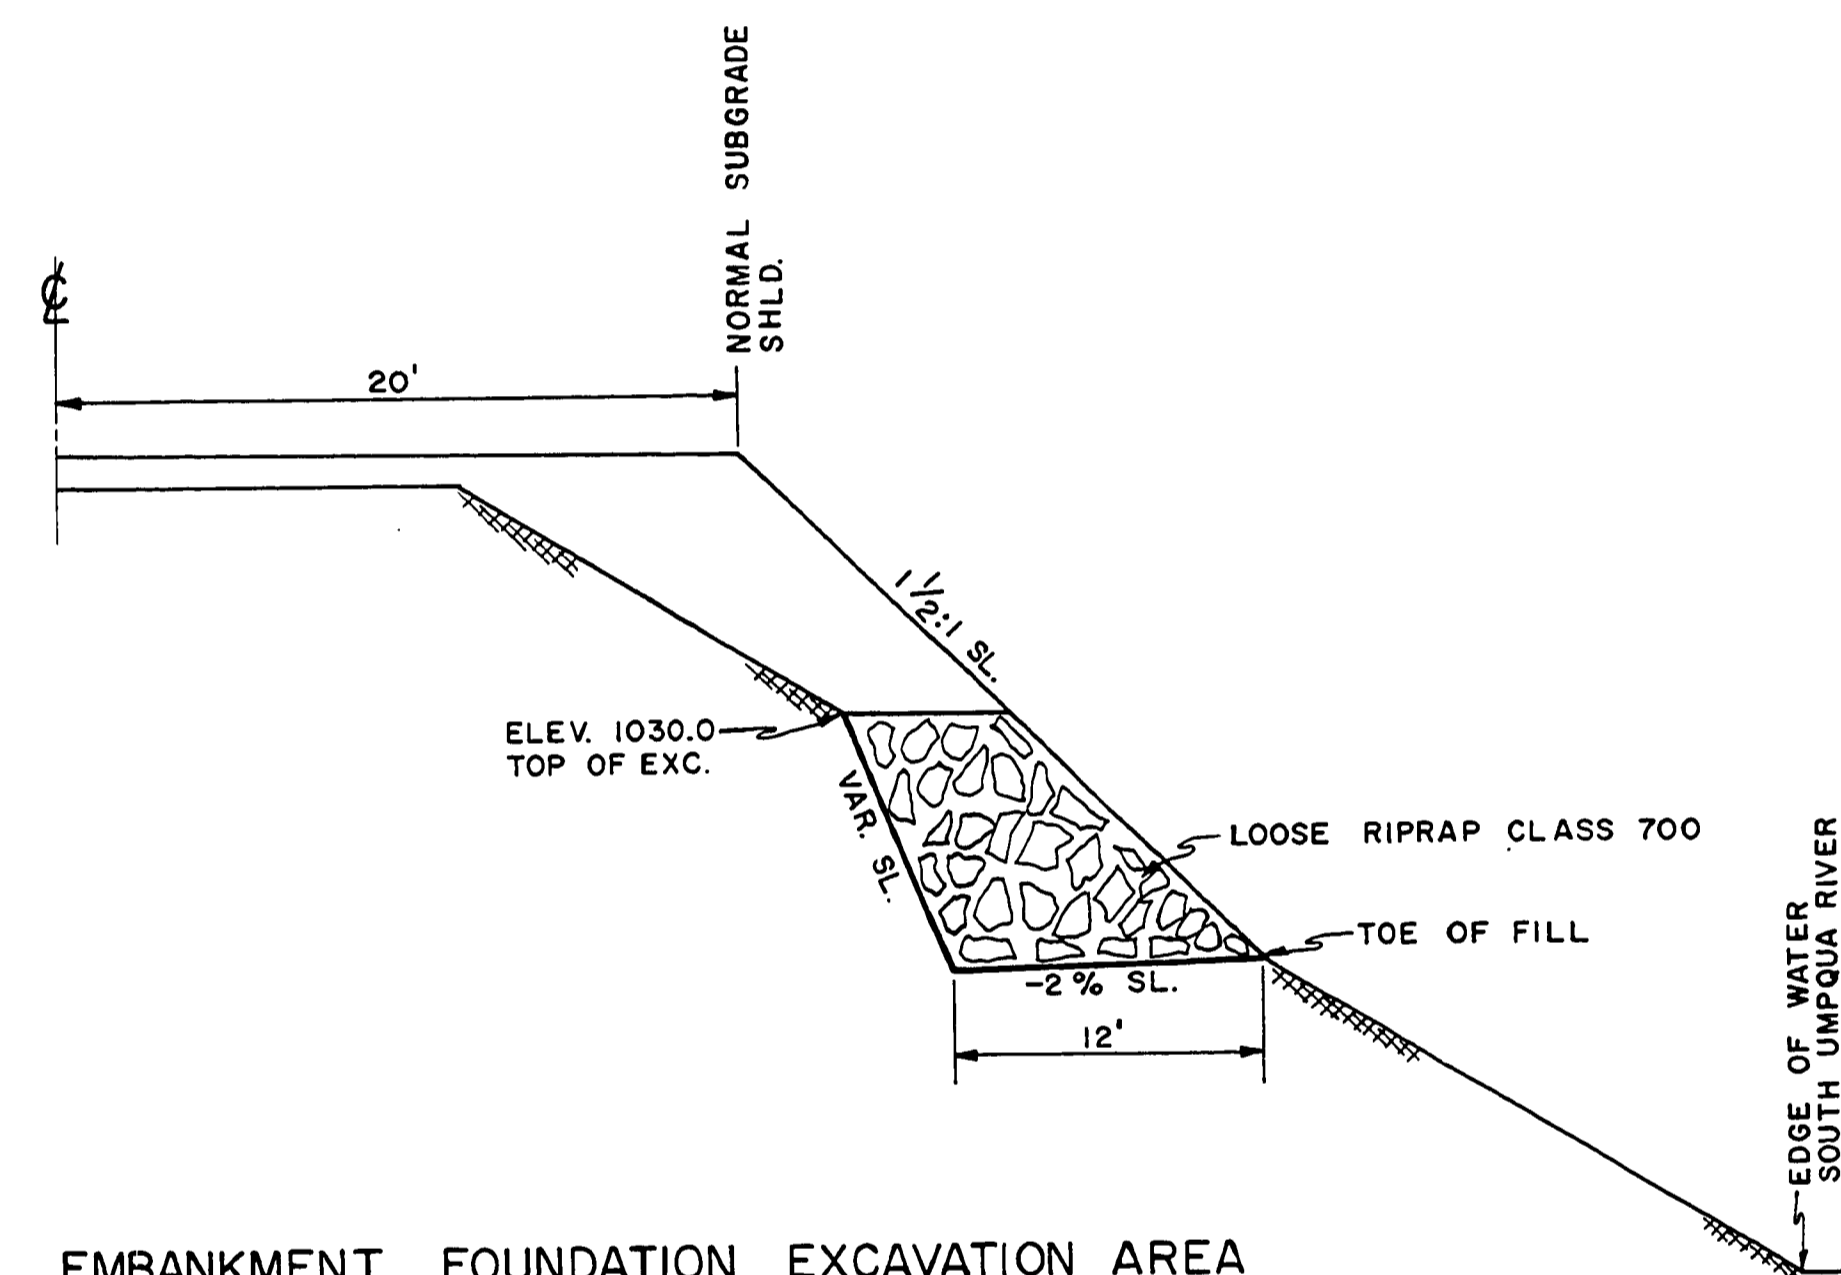 NORMAL SUBGRADE
SHLD.
℄
20'
1 1/2:1 SL.
ELEV. 1030.0
TOP OF EXC.
VAR. SL.
LOOSE RIPRAP CLASS 700
TOE OF FILL
-2% SL.
12'
EDGE OF WATER
SOUTH UMPQUA RIVER
EMBANKMENT FOUNDATION EXCAVATION AREA